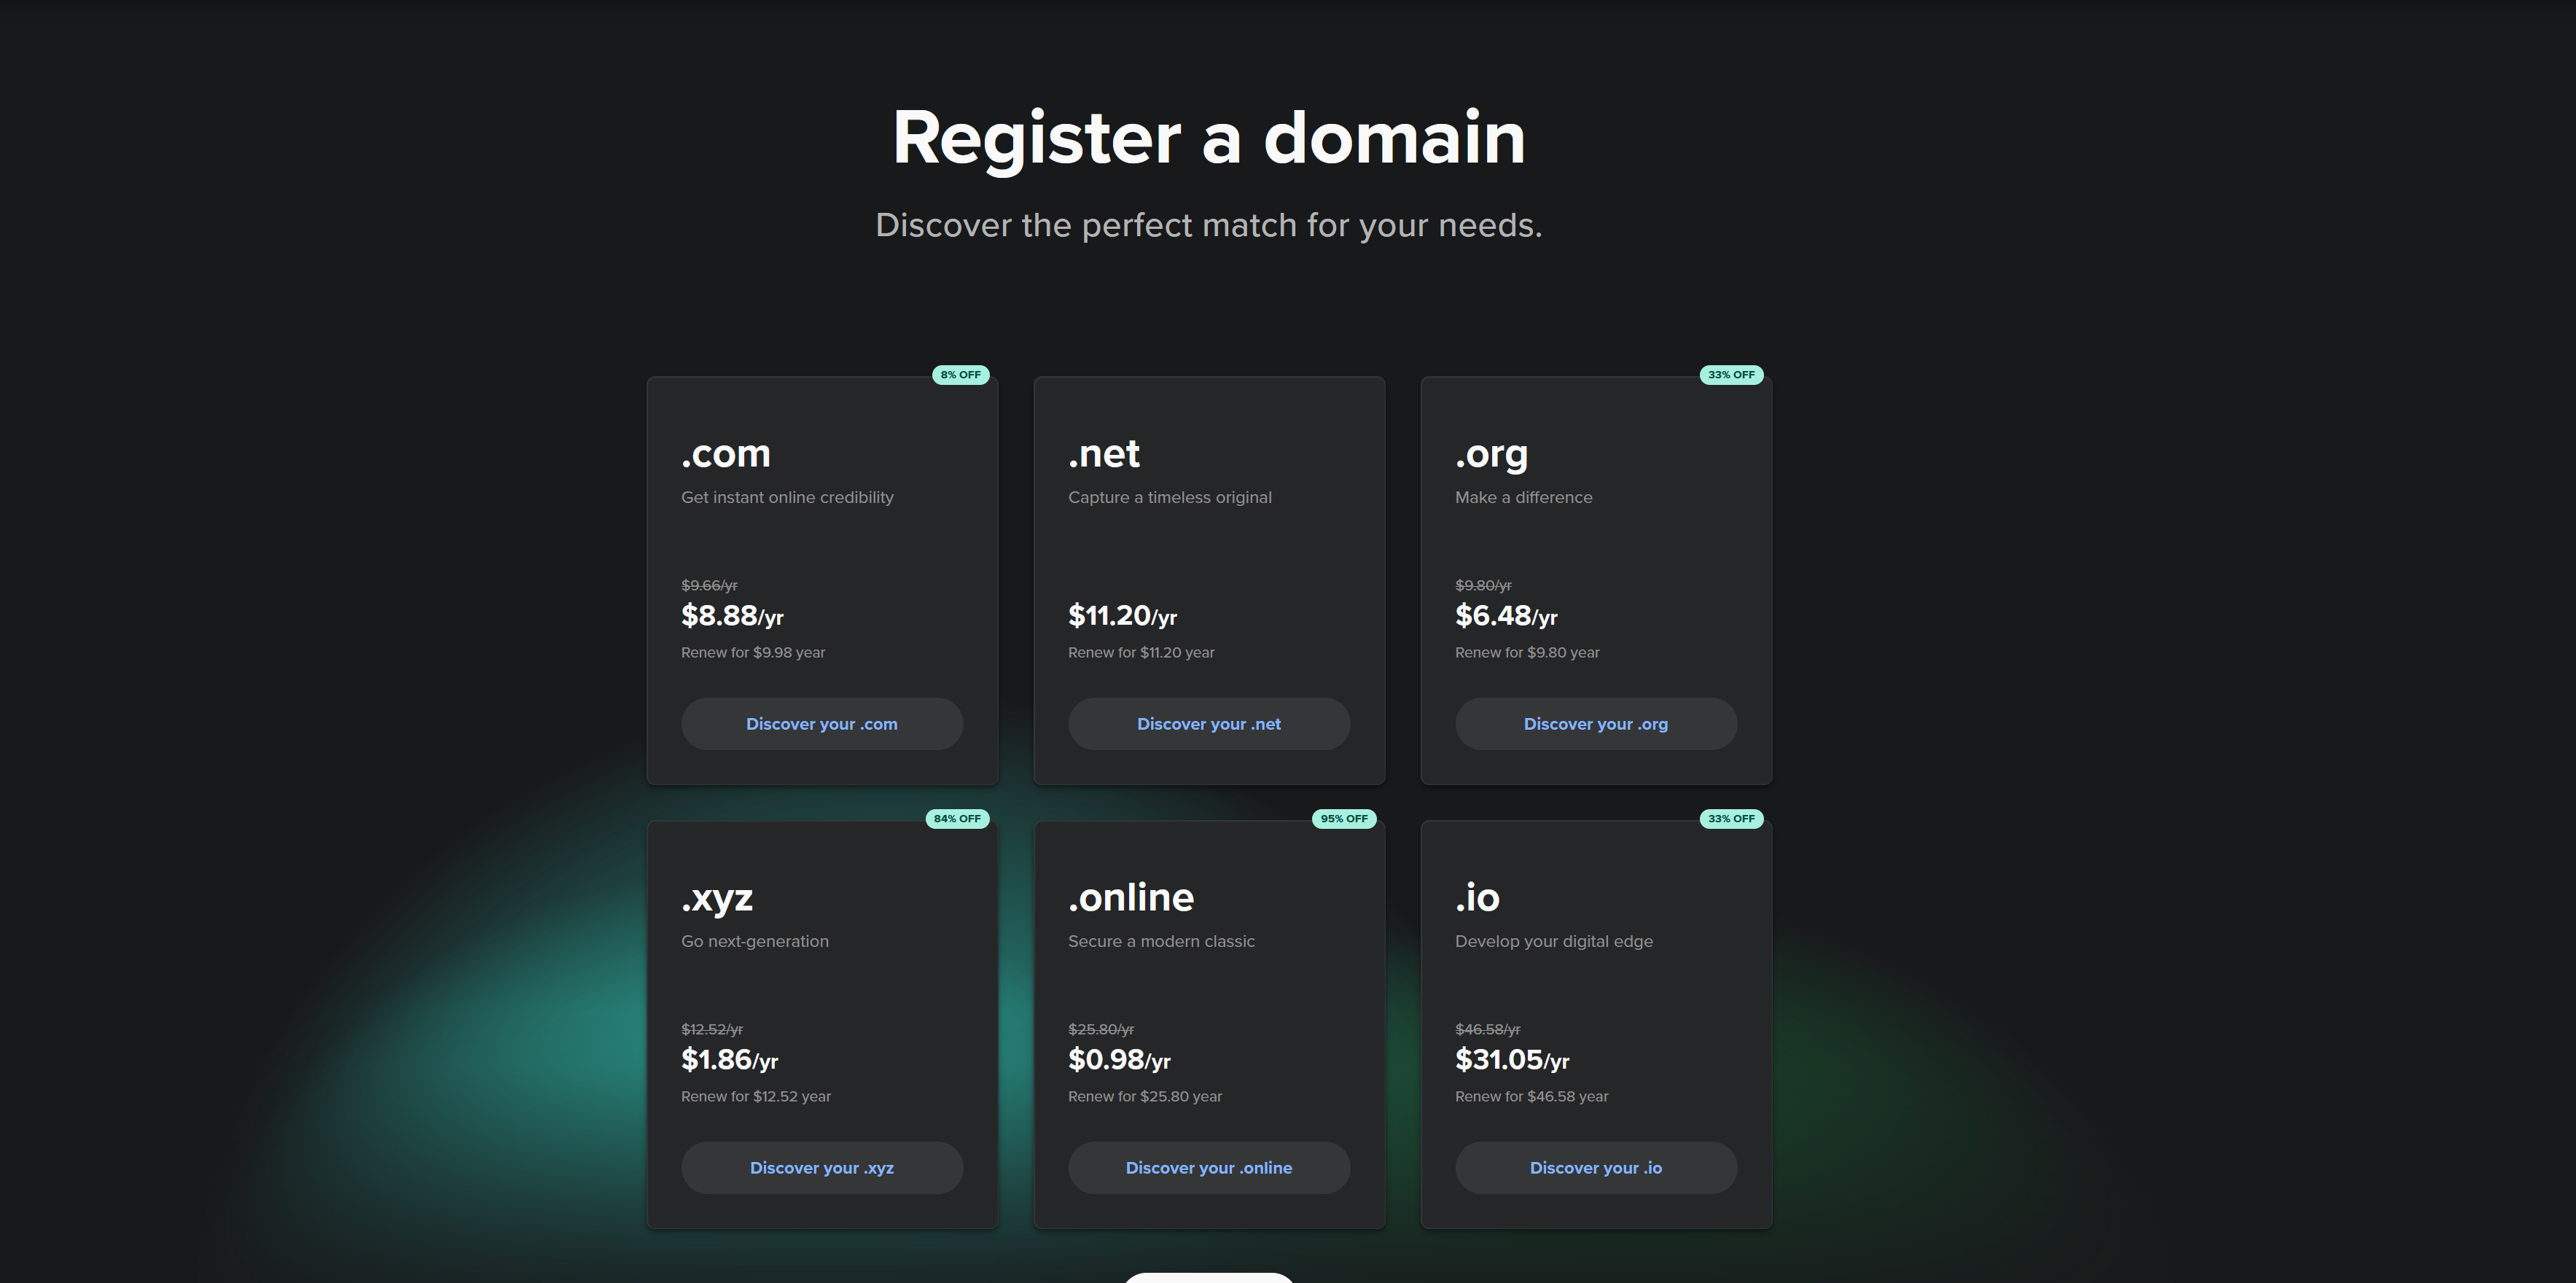 Register a domain
Discover the perfect match for your needs.
8% OFF
.com
Get instant online credibility
$9.66/yr
$8.88/yr
Renew for $9.98 year
Discover your .com
.net
Capture a timeless original
$11.20/yr
Renew for $11.20 year
Discover your .net
33% OFF
.org
Make a difference
$9.80/yr
$6.48/yr
Renew for $9.80 year
Discover your .org
84% OFF
.xyz
Go next-generation
$12.52/yr
$1.86/yr
Renew for $12.52 year
Discover your .xyz
95% OFF
.online
Secure a modern classic
$25.80/yr
$0.98/yr
Renew for $25.80 year
Discover your .online
33% OFF
.io
Develop your digital edge
$46.58/yr
$31.05/yr
Renew for $46.58 year
Discover your .io